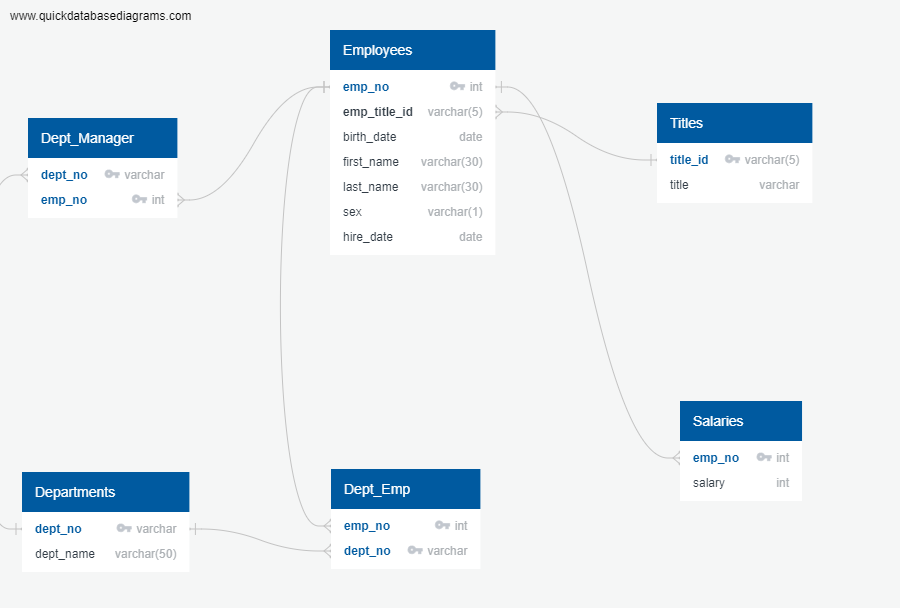 www.quickdatabasediagrams.com
Employees
emp_no int
emp_title_id varchar(5)
birth_date date
first_name varchar(30)
last_name varchar(30)
sex varchar(1)
hire_date date
Dept_Manager
dept_no varchar
emp_no int
Titles
title_id varchar(5)
title varchar
Salaries
emp_no int
salary int
Departments
dept_no varchar
dept_name varchar(50)
Dept_Emp
emp_no int
dept_no varchar